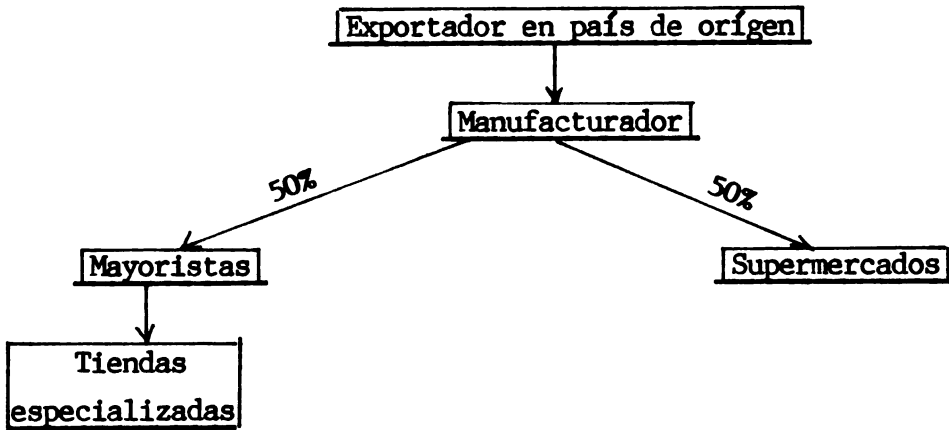 Exportador en país de orígen
Manufacturador
50%
50%
Mayoristas
Supermercados
Tiendas
especializadas